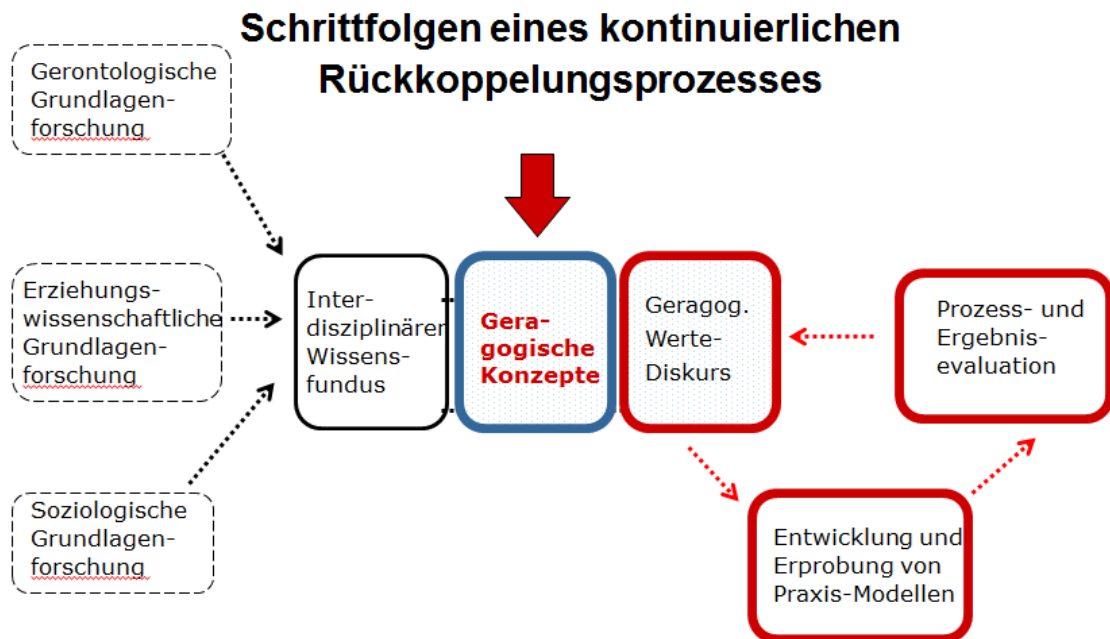 Schrittfolgen eines kontinuierlichen
Rückkoppelungsprozesses
Gerontologische
Grundlagen-
forschung
Erziehungs-
wissenschaftliche
Grundlagen-
forschung
Soziologische
Grundlagen-
forschung
Inter-
disziplinärer
Wissens-
fundus
Gera-
gogische
Konzepte
Geragog.
Werte-
Diskurs
Prozess- und
Ergebnis-
evaluation
Entwicklung und
Erprobung von
Praxis-Modellen